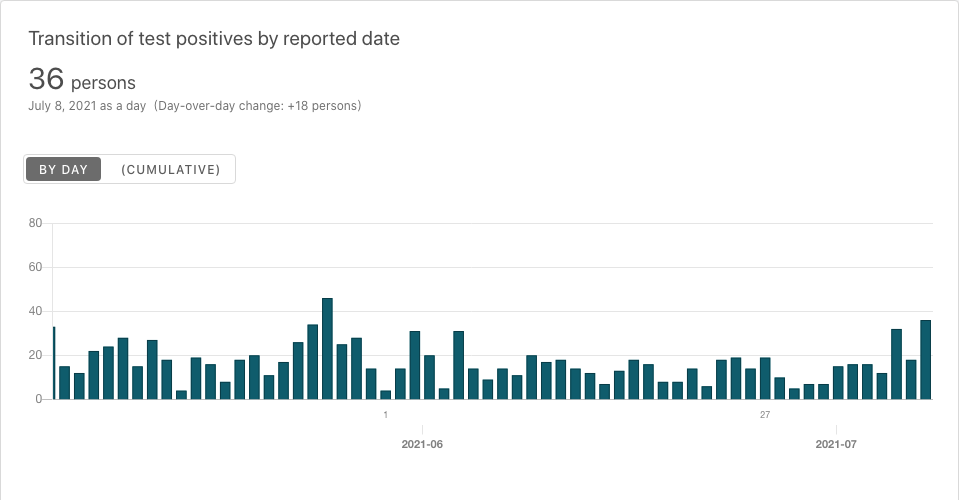 Transition of test positives by reported date
36 persons
July 8, 2021 as a day (Day-over-day change: +18 persons)
BY DAY (CUMULATIVE)
80
60
40
20
0
1 27
2021-06 2021-07